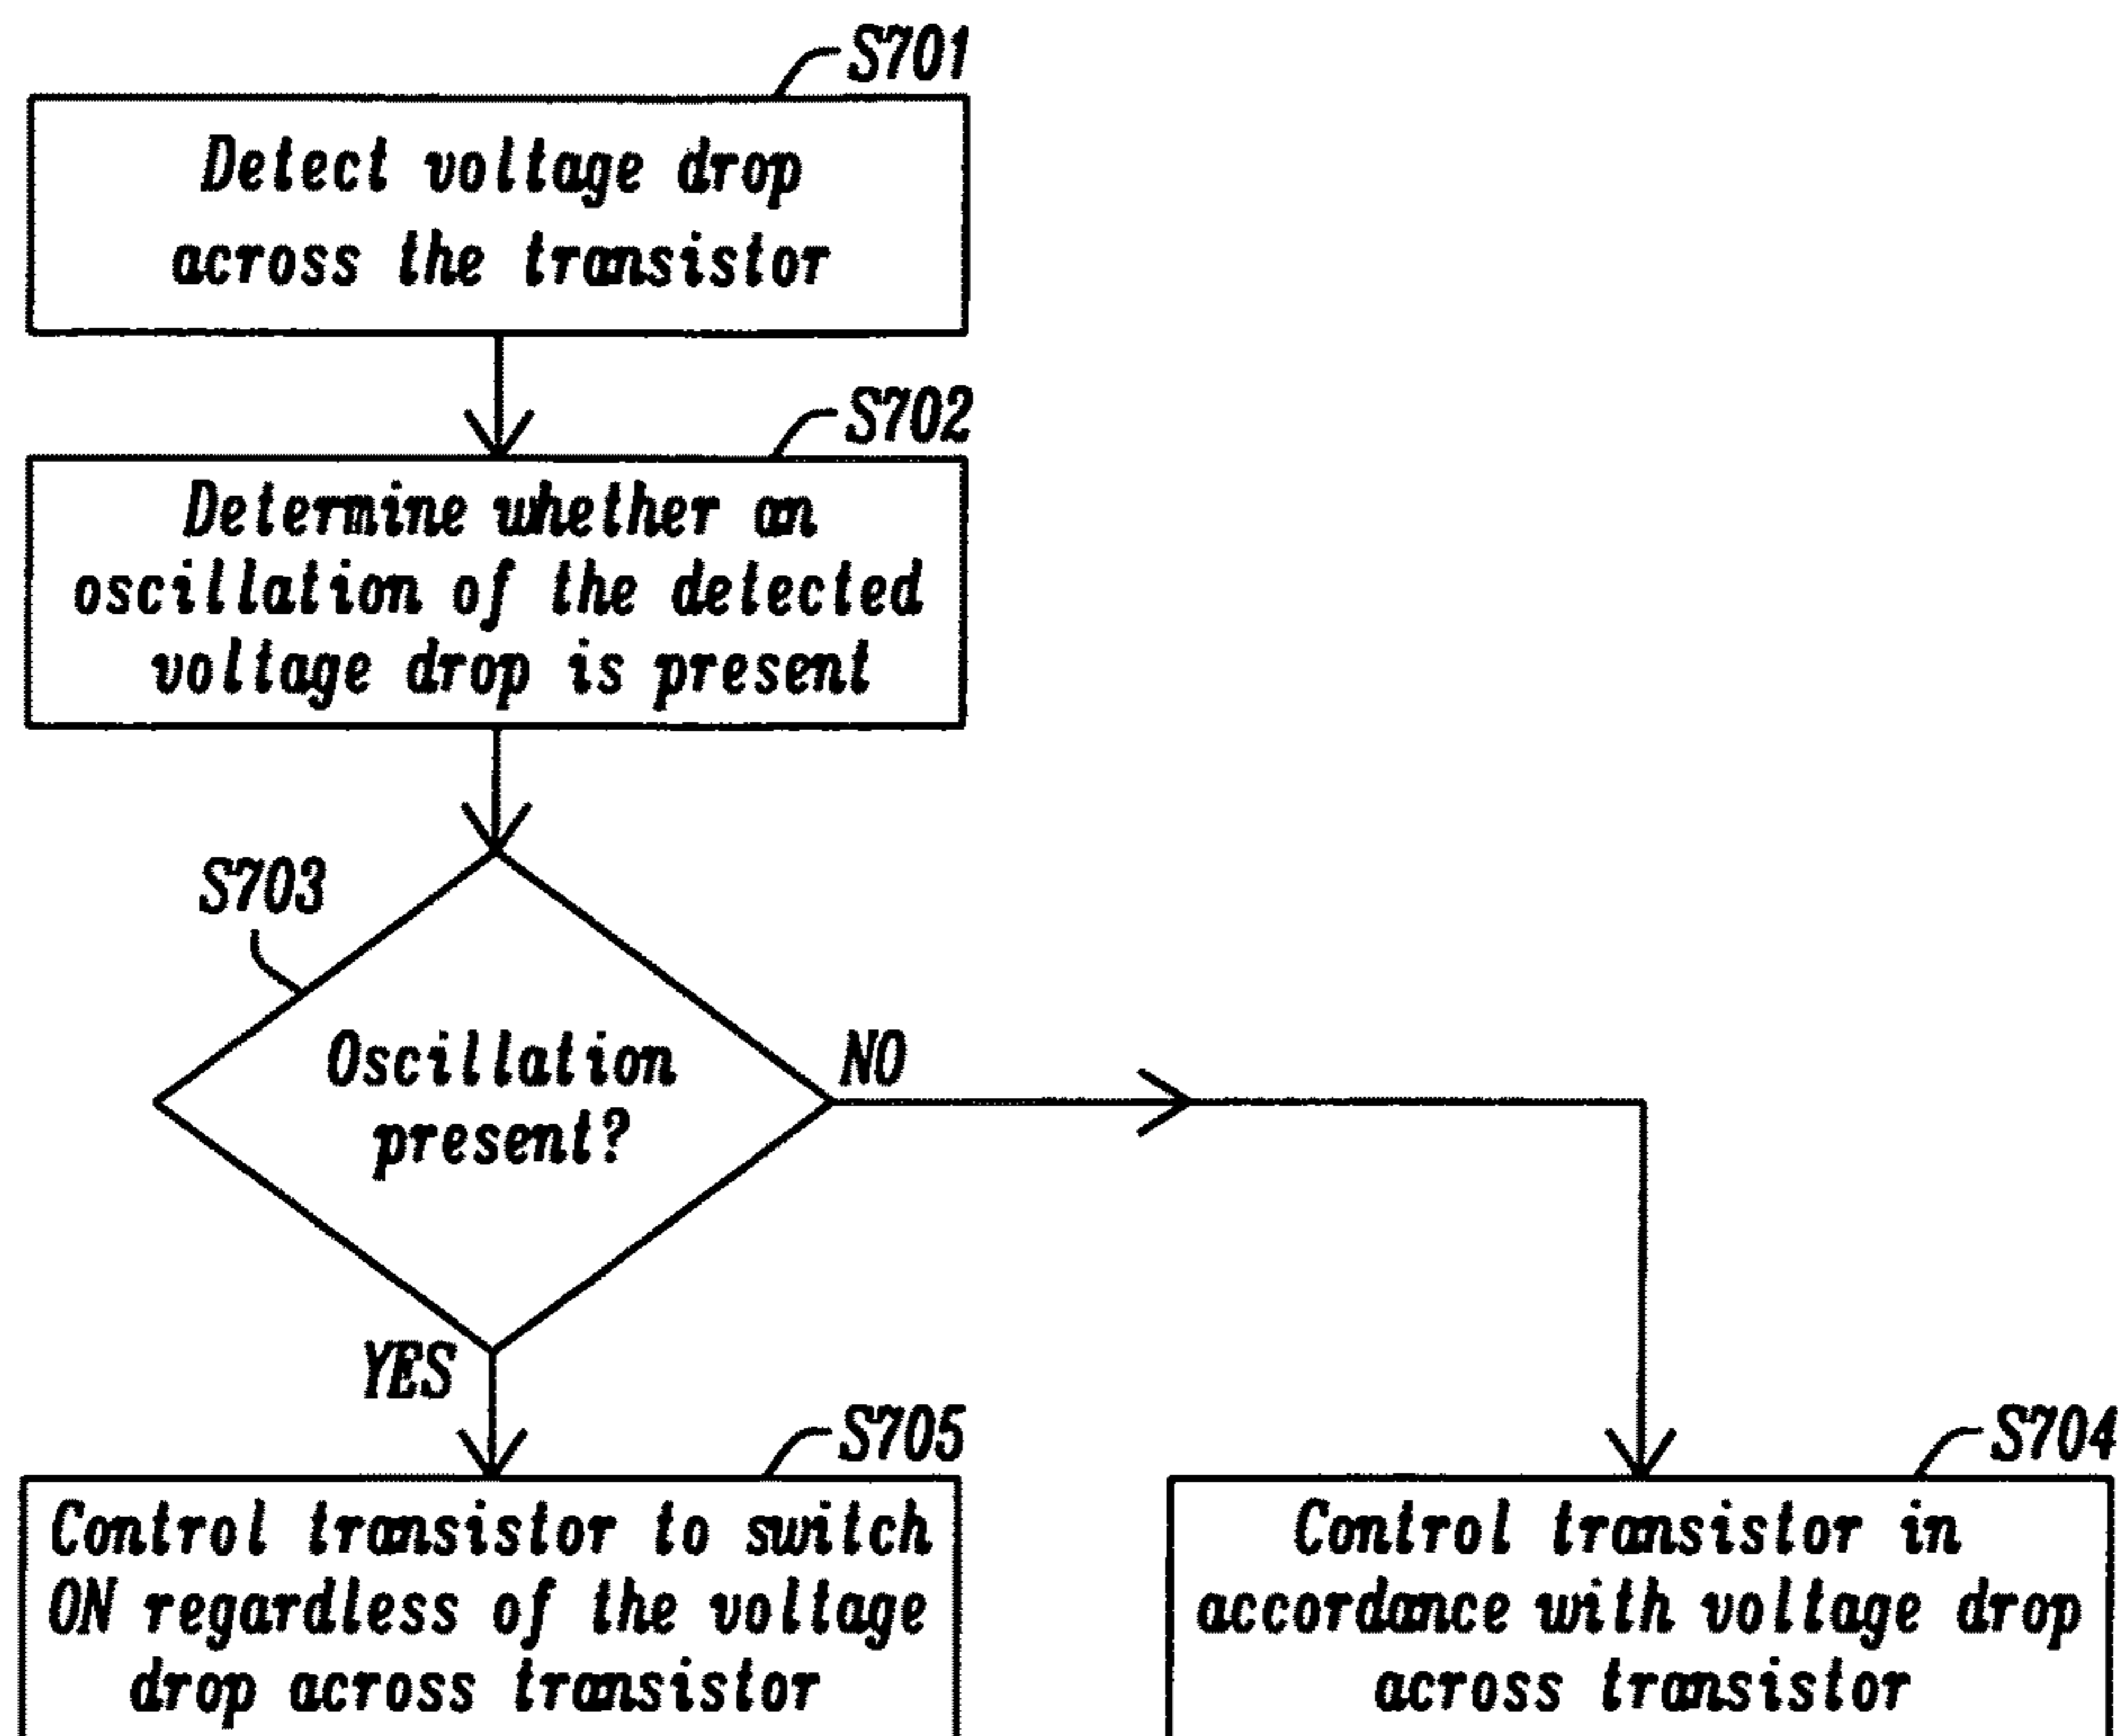 S701
Detect voltage drop
across the transistor
S702
Determine whether an
oscillation of the detected
voltage drop is present
S703
Oscillation
present?
NO
YES
S705
Control transistor to switch
ON regardless of the voltage
drop across transistor
S704
Control transistor in
accordance with voltage drop
across transistor